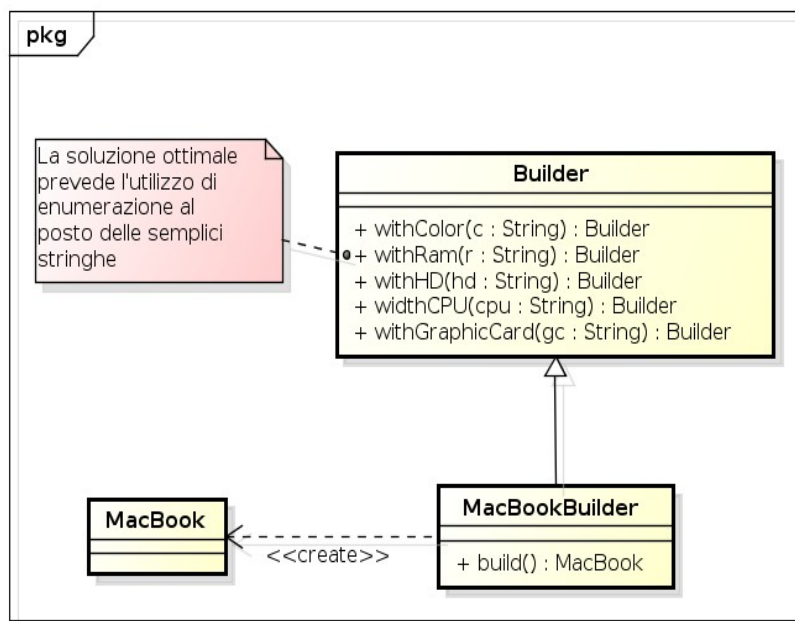 pkg
La soluzione ottimale
prevede l'utilizzo di
enumerazione al
posto delle semplici
stringhe
Builder
+ withColor(c : String) : Builder
+ withRam(r : String) : Builder
+ withHD(hd : String) : Builder
+ widthCPU(cpu : String) : Builder
+ withGraphicCard(gc : String) : Builder
MacBook
<<create>>
MacBookBuilder
+ build() : MacBook